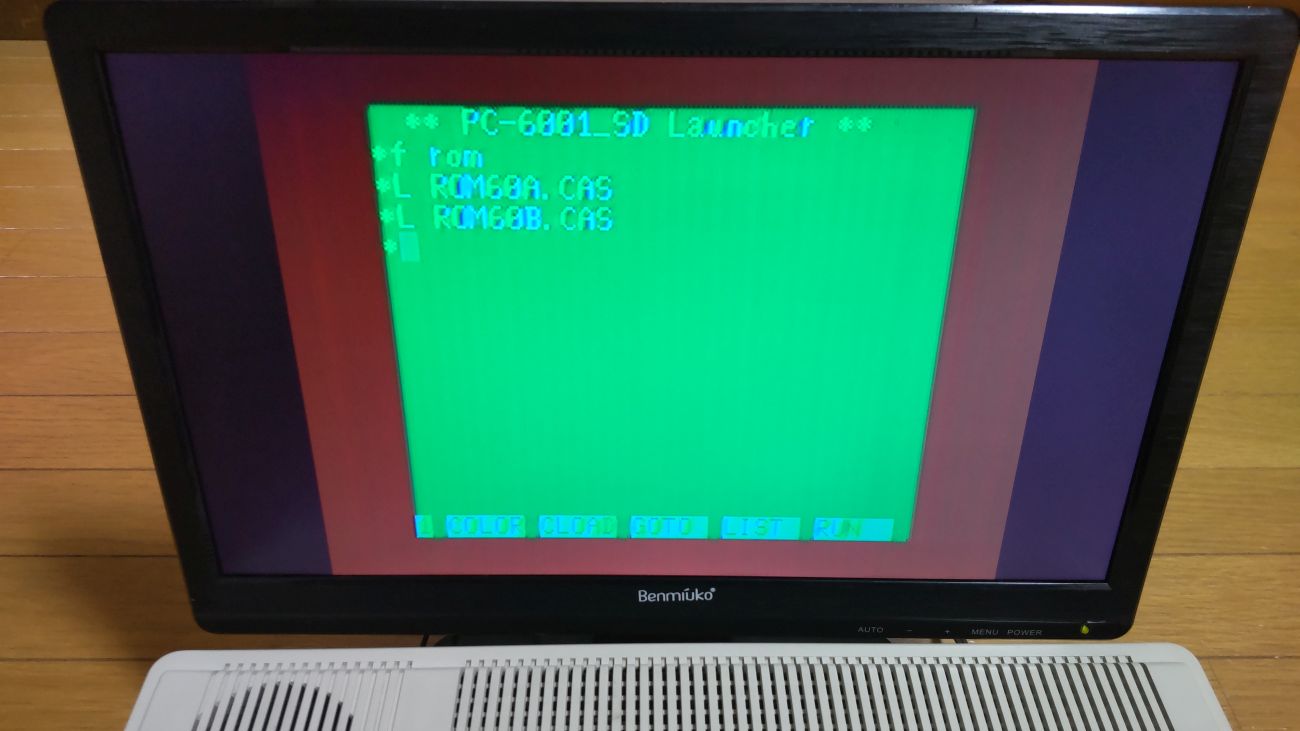 ** PC-6001_SD Launcher **
*f rom
*L ROM60A.CAS
*L ROM60B.CAS
*
1 COLOR CLOAD GOTO LIST RUN
Benmiuko
AUTO - + MENU POWER